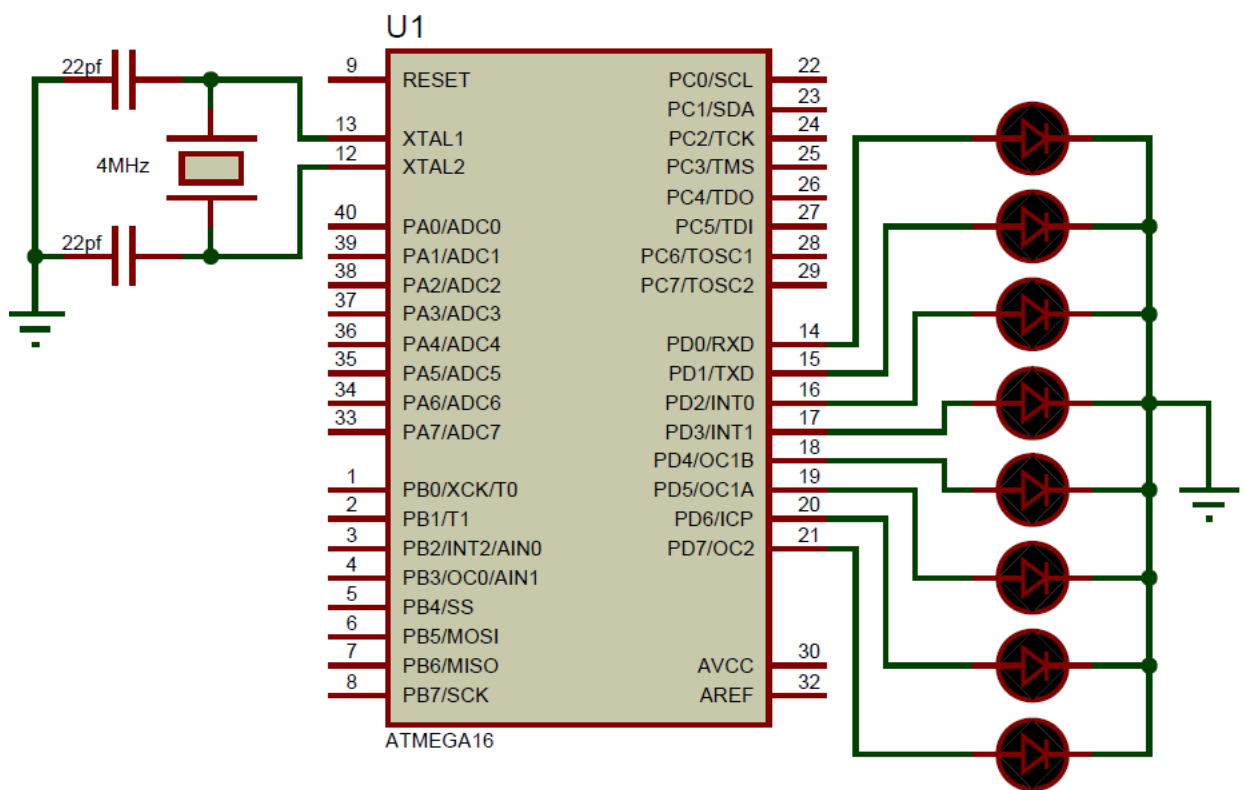 U1
22pf
4MHz
22pf
9 RESET
13 XTAL1
12 XTAL2
40 PA0/ADC0
39 PA1/ADC1
38 PA2/ADC2
37 PA3/ADC3
36 PA4/ADC4
35 PA5/ADC5
34 PA6/ADC6
33 PA7/ADC7
1 PB0/XCK/T0
2 PB1/T1
3 PB2/INT2/AIN0
4 PB3/OC0/AIN1
5 PB4/SS
6 PB5/MOSI
7 PB6/MISO
8 PB7/SCK
PC0/SCL 22
PC1/SDA 23
PC2/TCK 24
PC3/TMS 25
PC4/TDO 26
PC5/TDI 27
PC6/TOSC1 28
PC7/TOSC2 29
PD0/RXD 14
PD1/TXD 15
PD2/INT0 16
PD3/INT1 17
PD4/OC1B 18
PD5/OC1A 19
PD6/ICP 20
PD7/OC2 21
AVCC 30
AREF 32
ATMEGA16